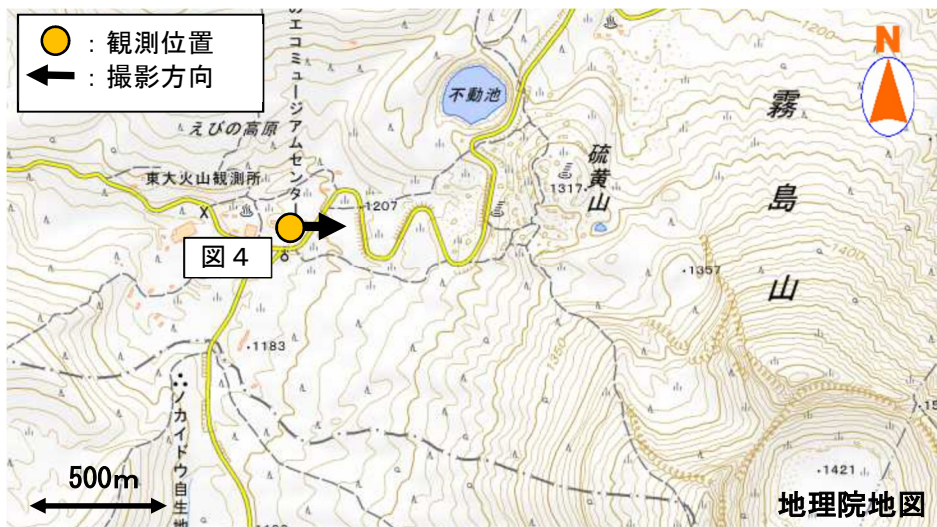 ：観測位置
：撮影方向
N
のエコミュージアムセンター
えびの高原
東大火山観測所
不動池
硫黄山
1317
1207
霧島山
1200
1400
1357
1350
図４
1183
ノカイドウ自生地
500m
1421
地理院地図